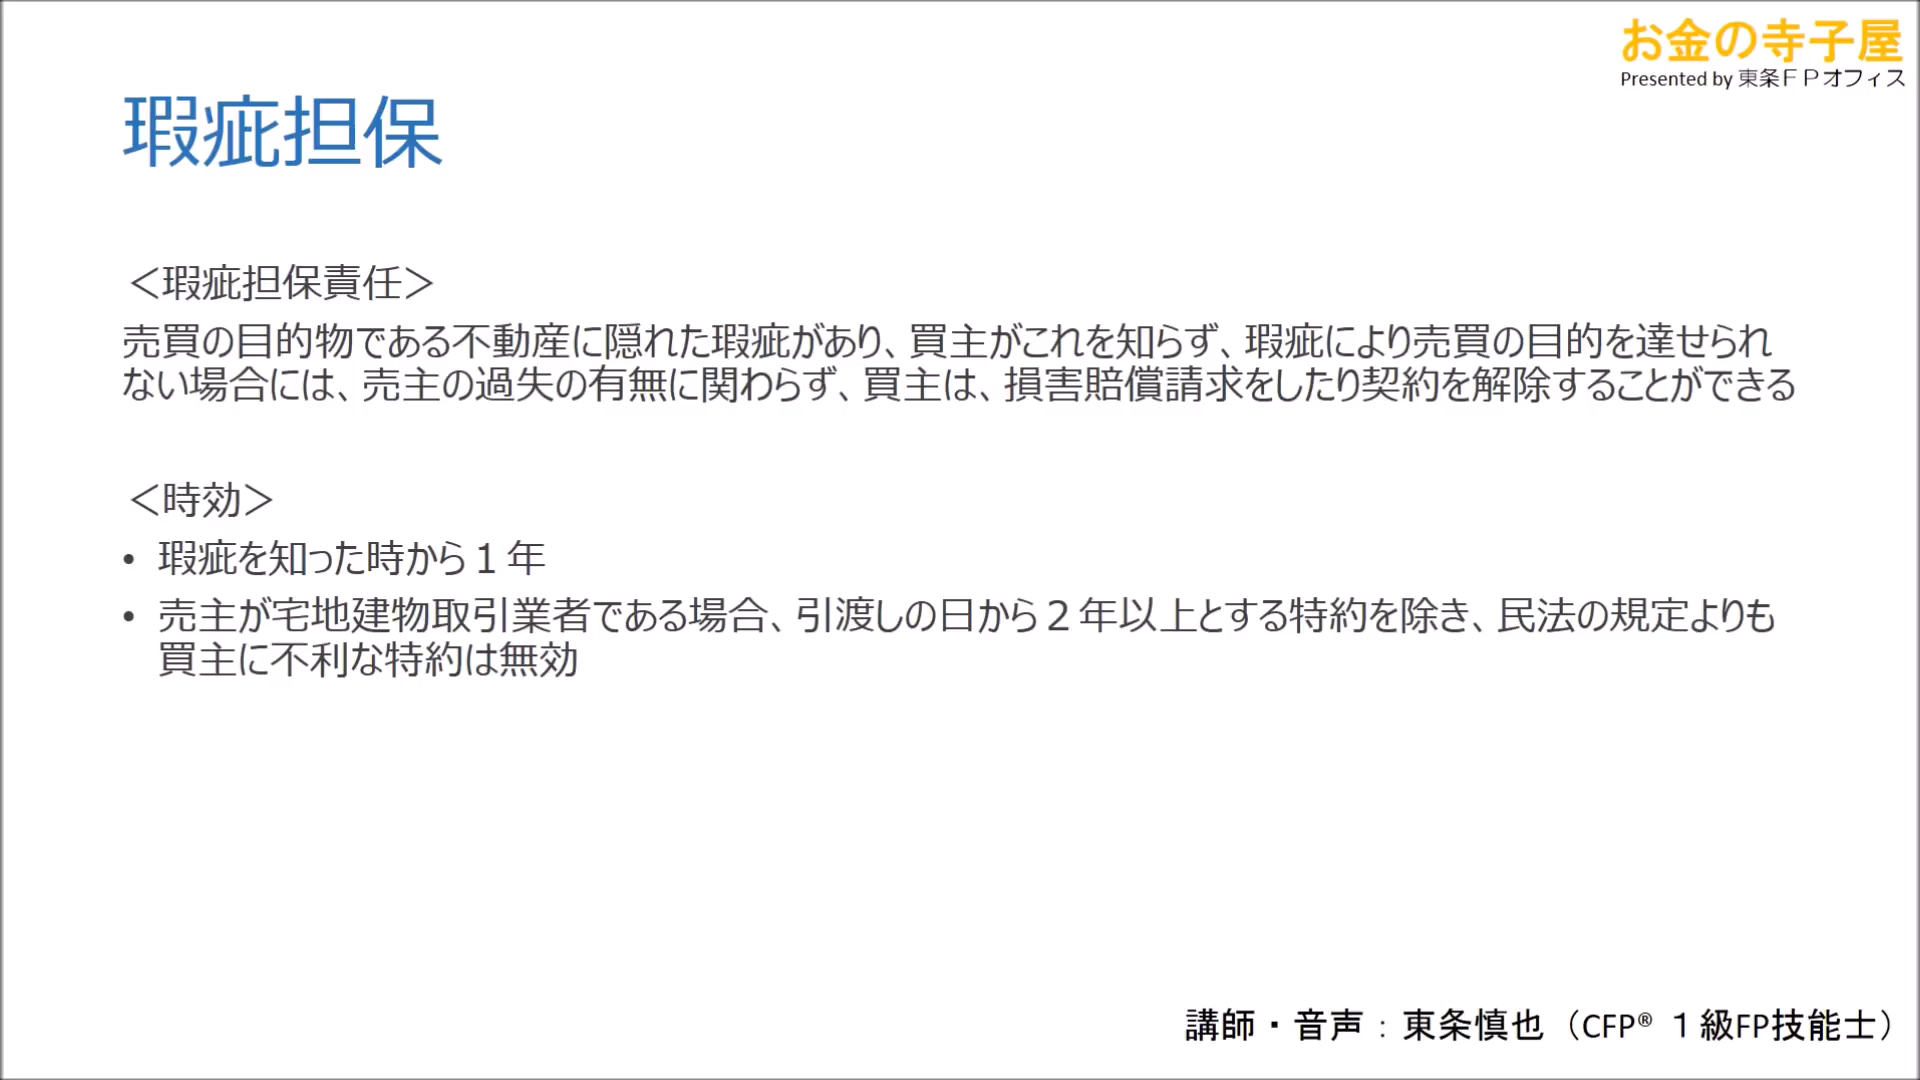 お金の寺子屋
Presented by 東条ＦＰオフィス
瑕疵担保
＜瑕疵担保責任＞
売買の目的物である不動産に隠れた瑕疵があり、買主がこれを知らず、瑕疵により売買の目的を達せられ
ない場合には、売主の過失の有無に関わらず、買主は、損害賠償請求をしたり契約を解除することができる
＜時効＞
• 瑕疵を知った時から１年
• 売主が宅地建物取引業者である場合、引渡しの日から２年以上とする特約を除き、民法の規定よりも
買主に不利な特約は無効
講師・音声：東条慎也（CFP® １級FP技能士）